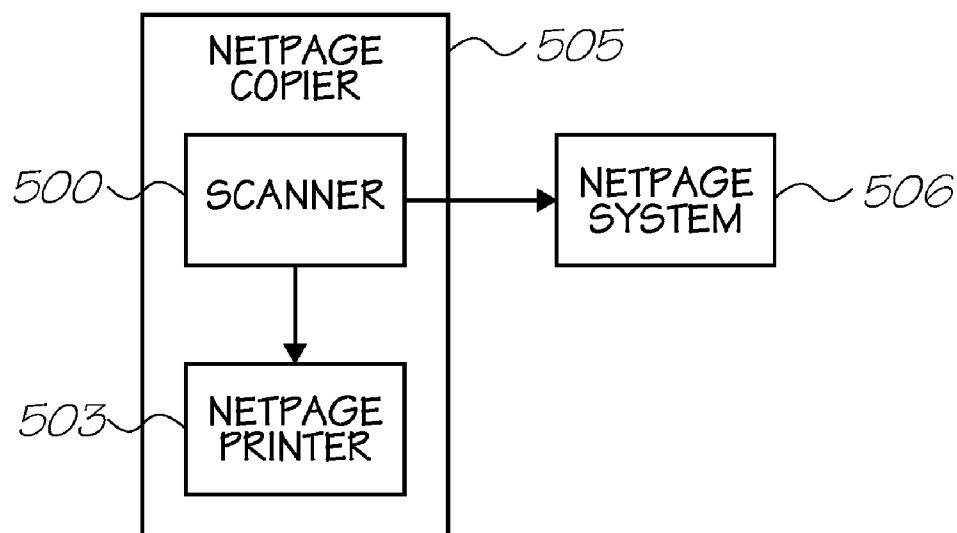 NETPAGE
COPIER
505
500
SCANNER
NETPAGE
SYSTEM
506
503
NETPAGE
PRINTER